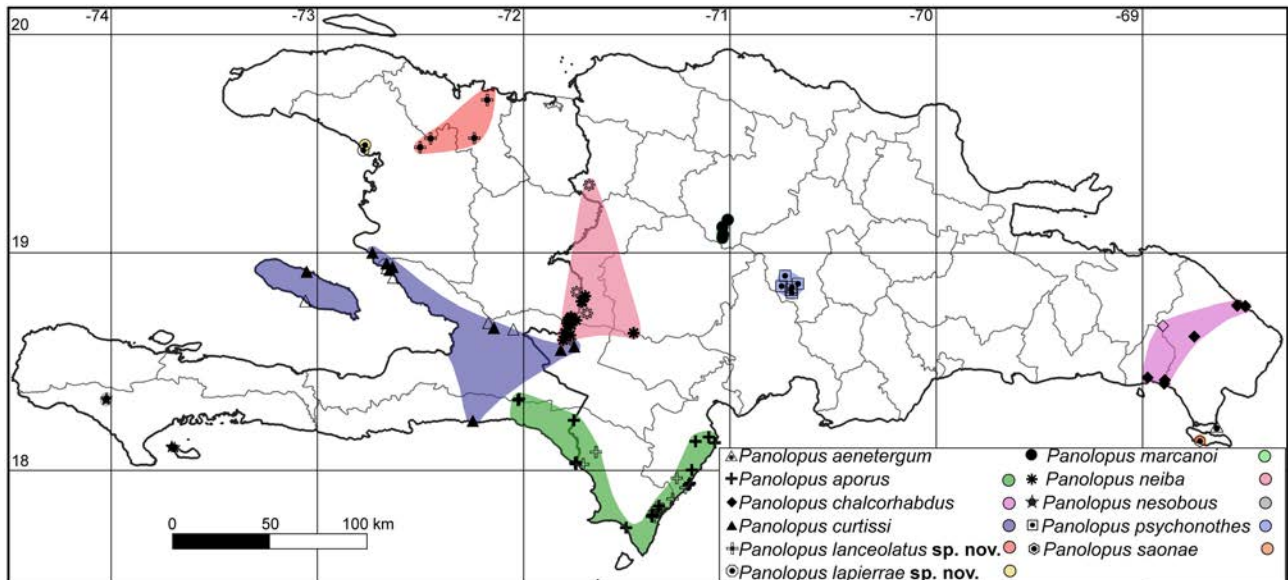 20 -74 -73 -72 -71 -70 -69
19
18
0 50 100 km
Panolopus aenetergum
Panolopus aporus
Panolopus chalcorhabdus
Panolopus curtissi
Panolopus lanceolatus sp. nov.
Panolopus lapierrae sp. nov.
Panolopus marcanoi
Panolopus neiba
Panolopus nesobous
Panolopus psychonothes
Panolopus saonae